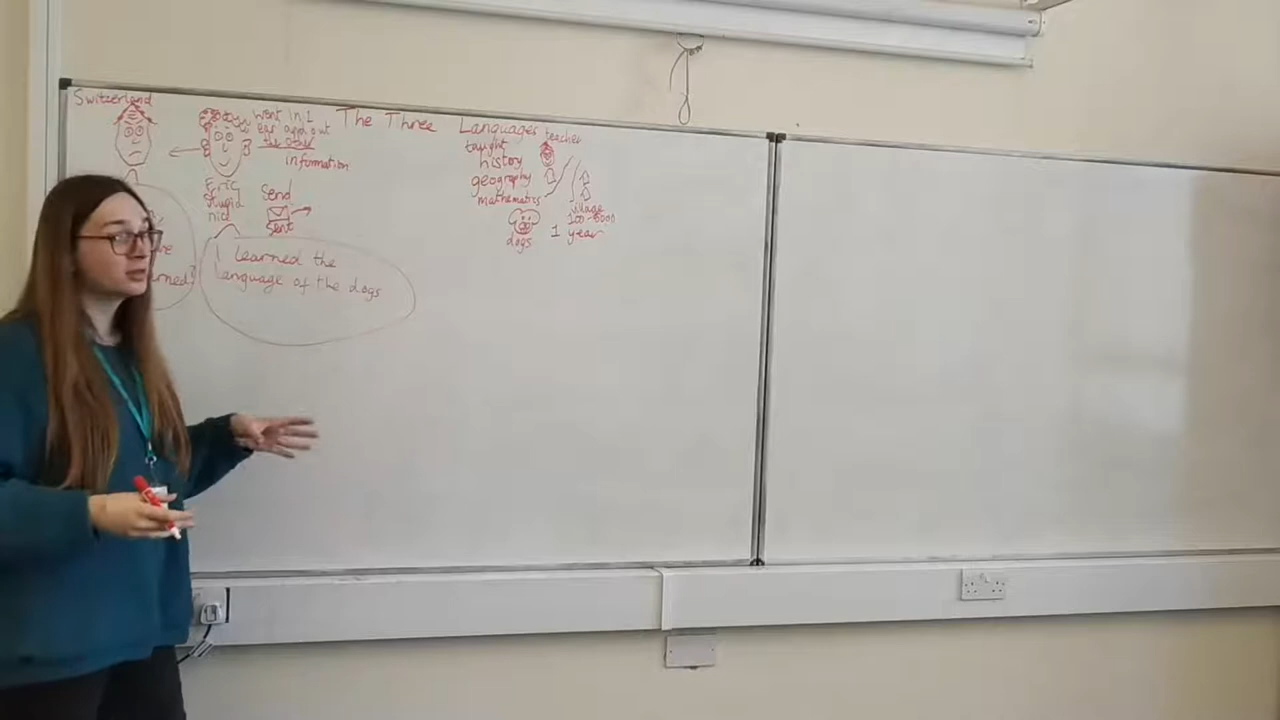 Switzerland
went in 1
ear and out
the other
information
Eric
stupid
nice
Send
Sent
I learned the
language of the dogs
The Three Languages
teacher
taught
history
geography
mathematics
dogs
village
1 year